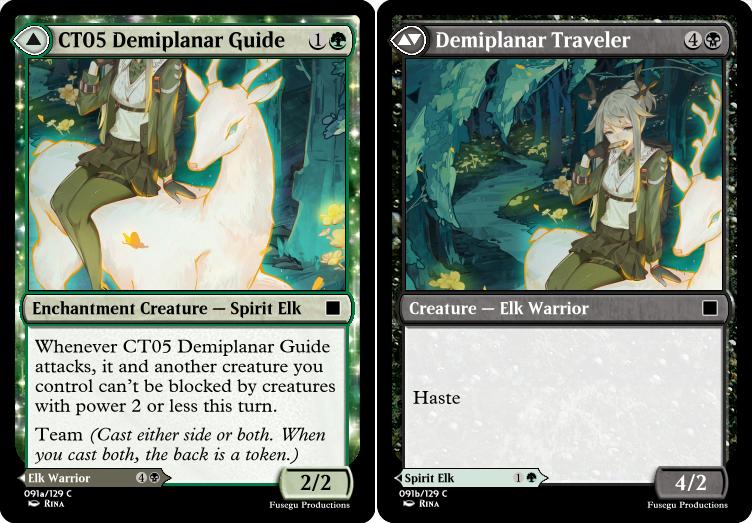 CT05 Demiplanar Guide 1
Enchantment Creature — Spirit Elk
Whenever CT05 Demiplanar Guide
attacks, it and another creature you
control can't be blocked by creatures
with power 2 or less this turn.
Team (Cast either side or both. When
you cast both, the back is a token.)
Elk Warrior 4
2/2
091a/129 C
Rina
Fusegu Productions
Demiplanar Traveler 4
Creature — Elk Warrior
Haste
Spirit Elk 1
4/2
091b/129 C
Rina
Fusegu Productions